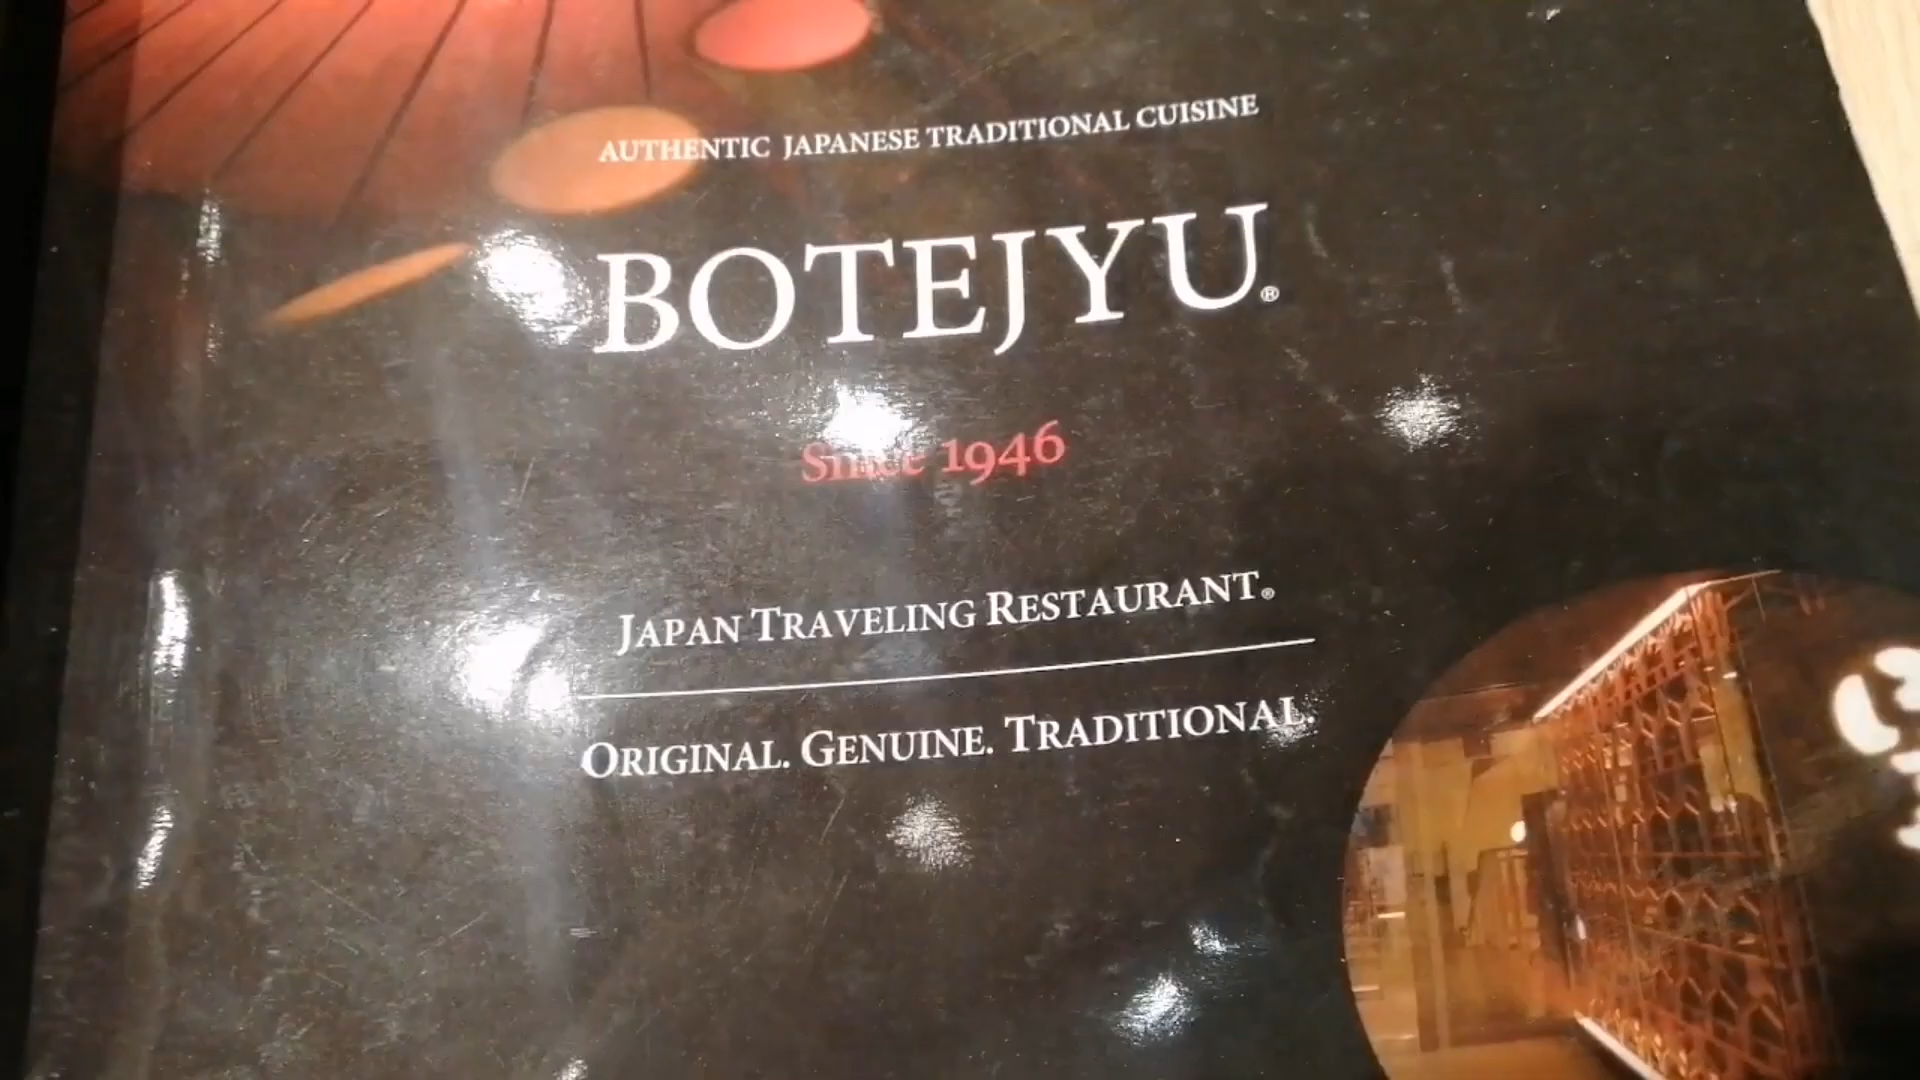 AUTHENTIC JAPANESE TRADITIONAL CUISINE
BOTEJYU®
Since 1946
JAPAN TRAVELING RESTAURANT®
ORIGINAL. GENUINE. TRADITIONAL.